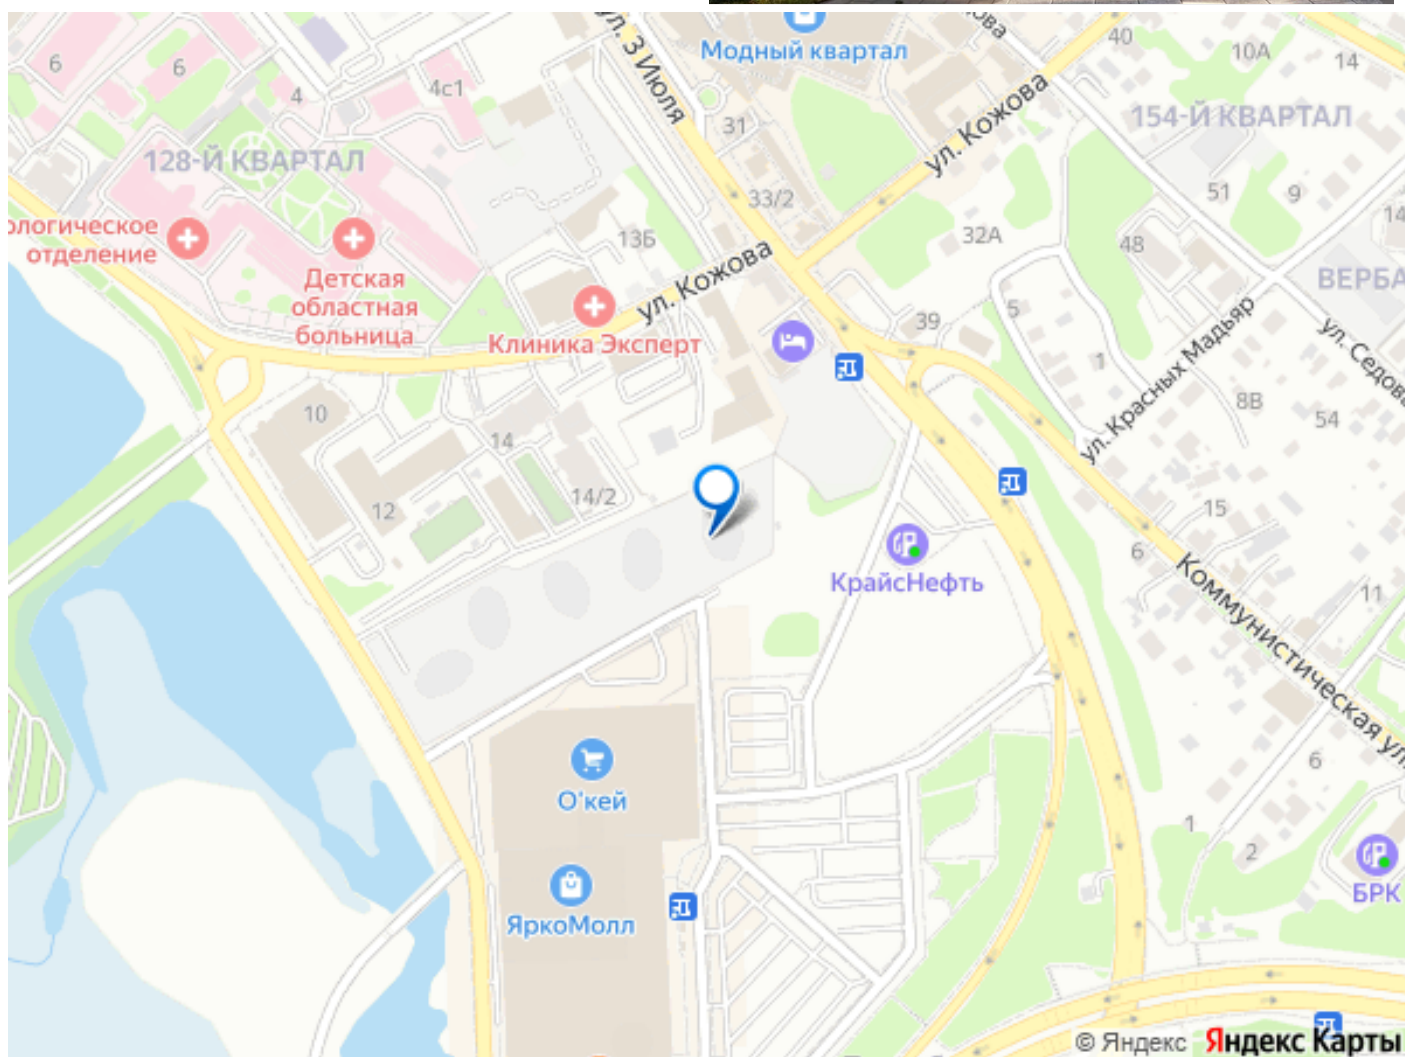 Модный квартал
ул. 3 Июля
40
10А
14
6
6
4
4с1
31
ул. Кожова
154-Й КВАРТАЛ
128-Й КВАРТАЛ
51
9
33/2
14
ологическое
отделение
13Б
32А
48
Детская
областная
больница
ул. Кожова
ВЕРБА
5
39
Клиника Эксперт
1
ул. Красных Мадьяр
ул. Седова
8В
54
10
14
12
14/2
15
6
КрайсНефть
11
Коммунистическая ул.
О'кей
6
1
2
БРК
ЯркоМолл
© Яндекс Яндекс Карты